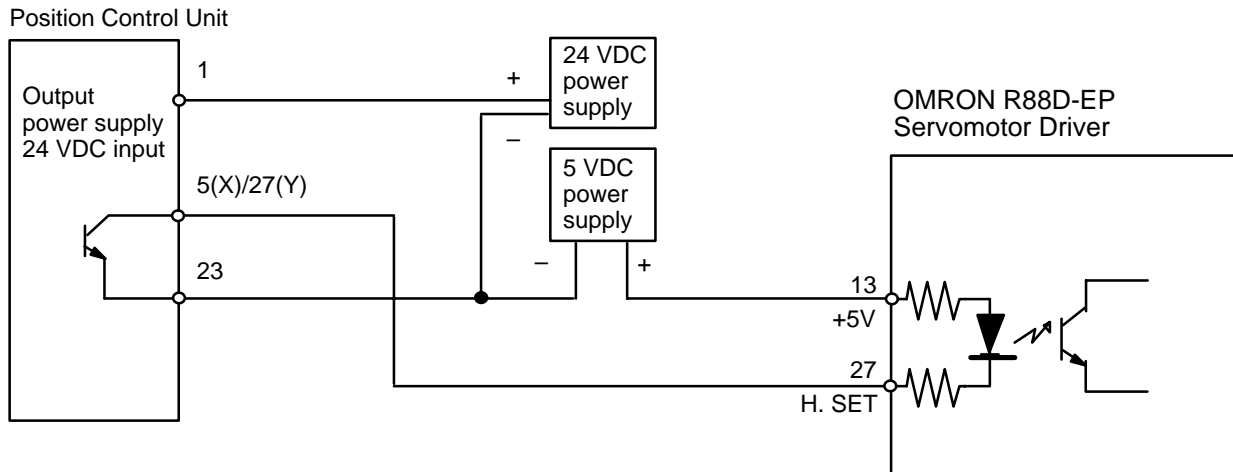 Position Control Unit
1
+
24 VDC
power
supply
Output
power supply
24 VDC input
–
OMRON R88D-EP
Servomotor Driver
5 VDC
power
supply
5(X)/27(Y)
–
+
23
13
+5V
27
H. SET